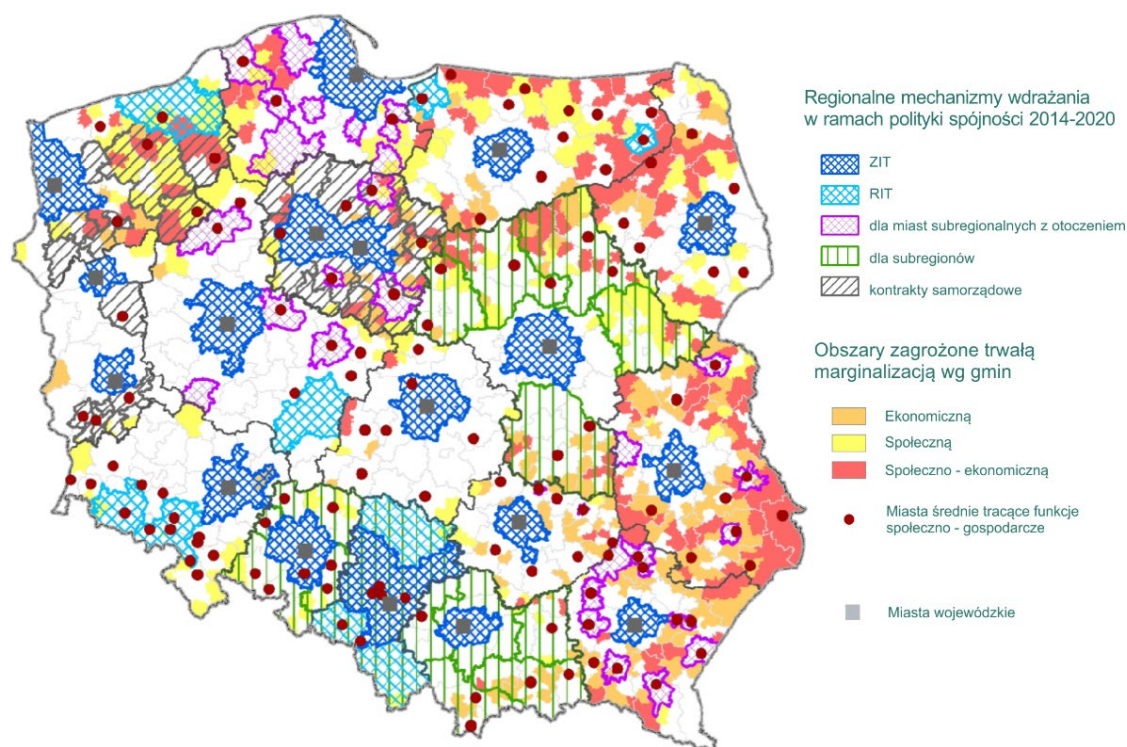 Regionalne mechanizmy wdrażania
w ramach polityki spójności 2014-2020
ZIT
RIT
dla miast subregionalnych z otoczeniem
dla subregionów
kontrakty samorządowe
Obszary zagrożone trwałą
marginalizacją wg gmin
Ekonomiczną
Społeczną
Społeczno - ekonomiczną
Miasta średnie tracące funkcje
społeczno - gospodarcze
Miasta wojewódzkie